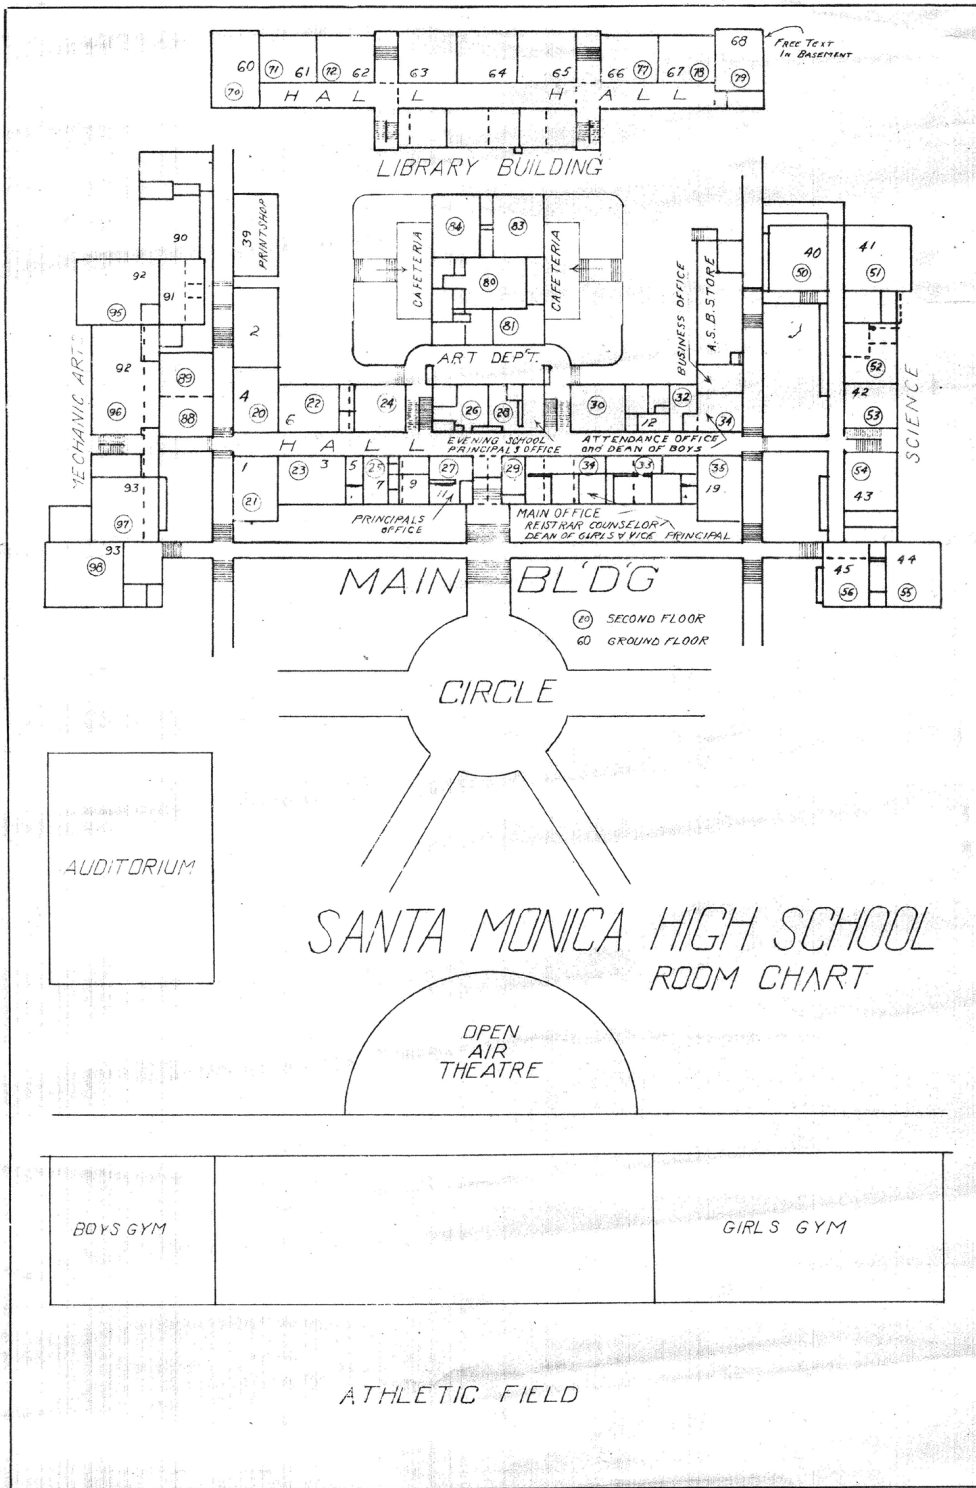 68
FREE TEXT
IN BASEMENT
60 71 61 72 62 63 64 65 66 77 67 78 79
70
HALL HALL
LIBRARY BUILDING
39
PRINTSHOP
90
92
91
95
MECHANIC ARTS
92
96
89
88
2
4
20
84 83
CAFETERIA
80
CAFETERIA
81
ART DEP'T.
BUSINESS OFFICE
A.S.B. STORE
40 41
50 51
52
42
53
SCIENCE
6 22 24 26 28 30 12 32 34
HALL
EVENING SCHOOL
PRINCIPALS OFFICE
ATTENDANCE OFFICE
and DEAN OF BOYS
1 23 3 5 25 7 9 27 11 29 34 33 35
21
19
54
43
93
97
93
98
PRINCIPALS
OFFICE
MAIN OFFICE
REISTRAR COUNSELOR
DEAN OF GIRLS & VICE PRINCIPAL
45 44
56 55
MAIN BL'D'G
20 SECOND FLOOR
60 GROUND FLOOR
CIRCLE
AUDITORIUM
SANTA MONICA HIGH SCHOOL
ROOM CHART
OPEN
AIR
THEATRE
BOYS GYM
GIRLS GYM
ATHLETIC FIELD